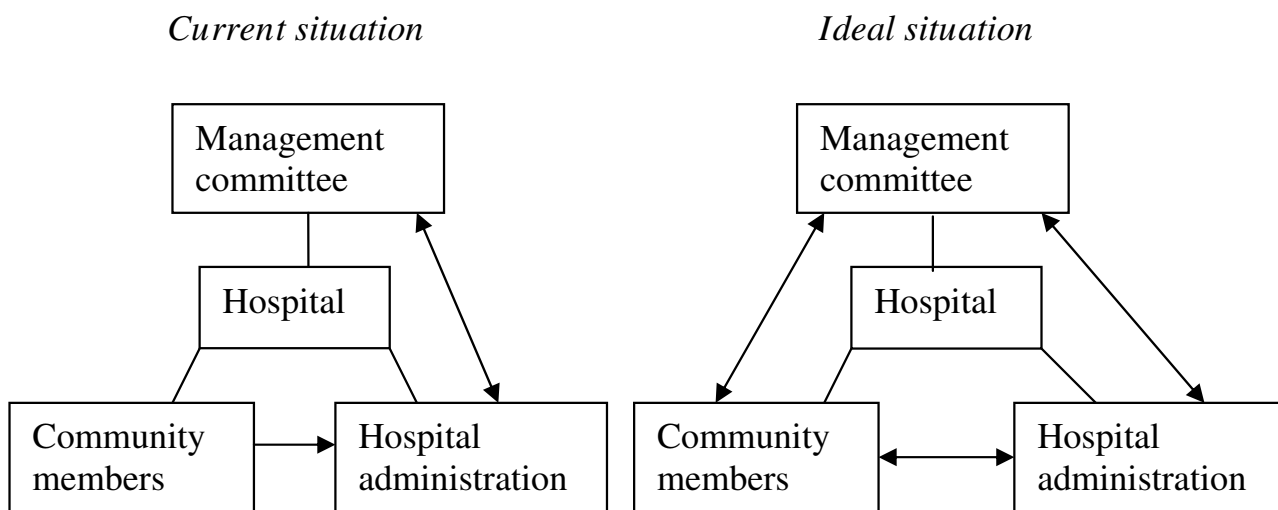 Current situation
Ideal situation
Management
committee
Hospital
Community
members
Hospital
administration
Management
committee
Hospital
Community
members
Hospital
administration